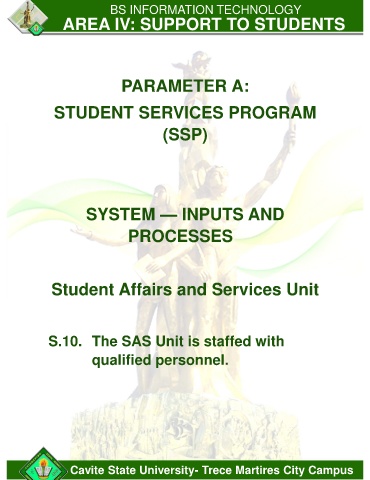 BS INFORMATION TECHNOLOGY
AREA IV: SUPPORT TO STUDENTS
PARAMETER A:
STUDENT SERVICES PROGRAM
(SSP)
SYSTEM — INPUTS AND
PROCESSES
Student Affairs and Services Unit
S.10. The SAS Unit is staffed with
qualified personnel.
Cavite State University- Trece Martires City Campus